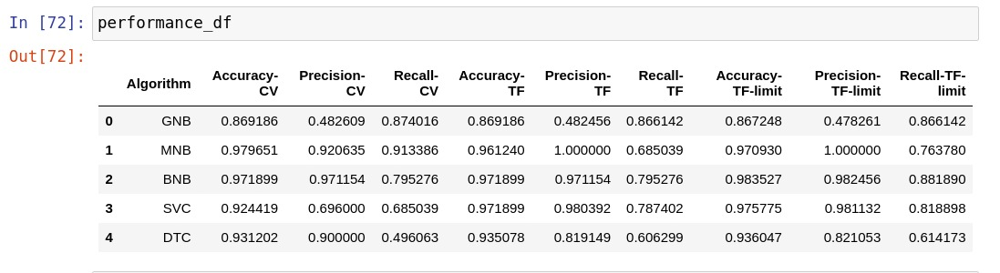 In [72]: performance_df
Out[72]:
Algorithm Accuracy-CV Precision-CV Recall-CV Accuracy-TF Precision-TF Recall-TF Accuracy-TF-limit Precision-TF-limit Recall-TF-limit
0 GNB 0.869186 0.482609 0.874016 0.869186 0.482456 0.866142 0.867248 0.478261 0.866142
1 MNB 0.979651 0.920635 0.913386 0.961240 1.000000 0.685039 0.970930 1.000000 0.763780
2 BNB 0.971899 0.971154 0.795276 0.971899 0.971154 0.795276 0.983527 0.982456 0.881890
3 SVC 0.924419 0.696000 0.685039 0.971899 0.980392 0.787402 0.975775 0.981132 0.818898
4 DTC 0.931202 0.900000 0.496063 0.935078 0.819149 0.606299 0.936047 0.821053 0.614173